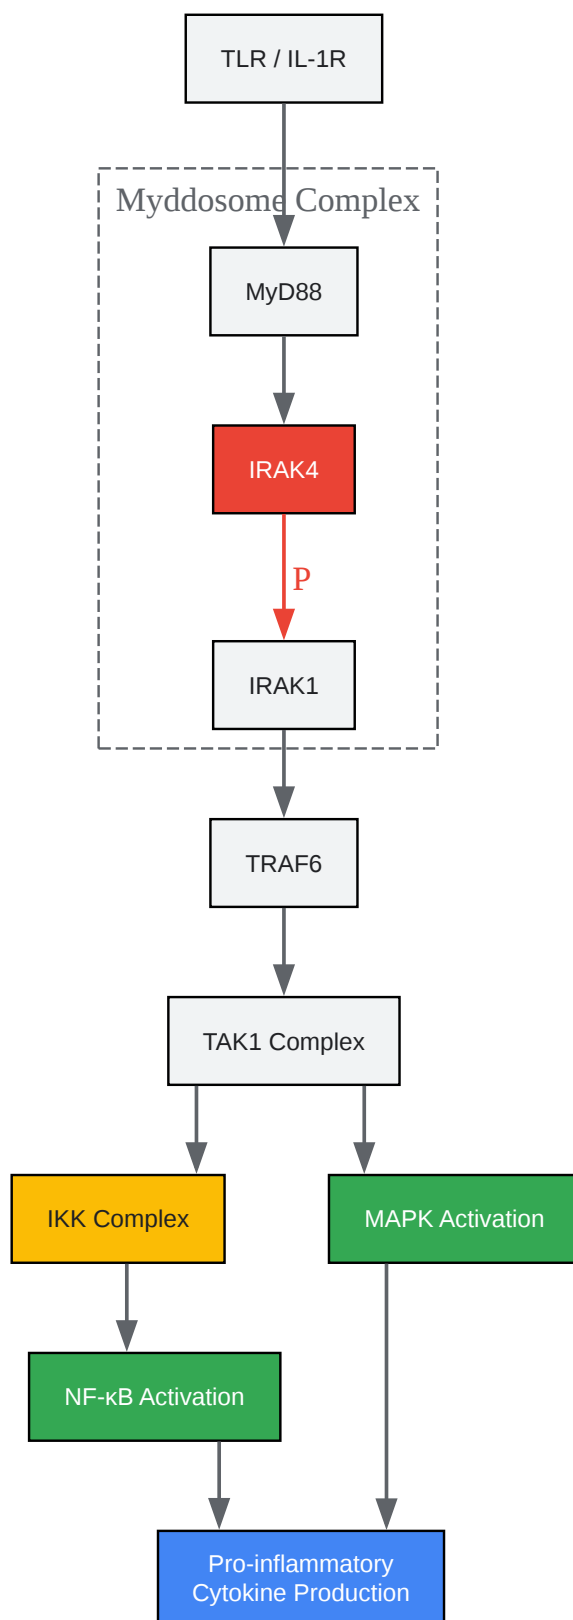 TLR / IL-1R
Myddosome Complex
MyD88
IRAK4
P
IRAK1
TRAF6
TAK1 Complex
IKK Complex
MAPK Activation
NF-κB Activation
Pro-inflammatory
Cytokine Production